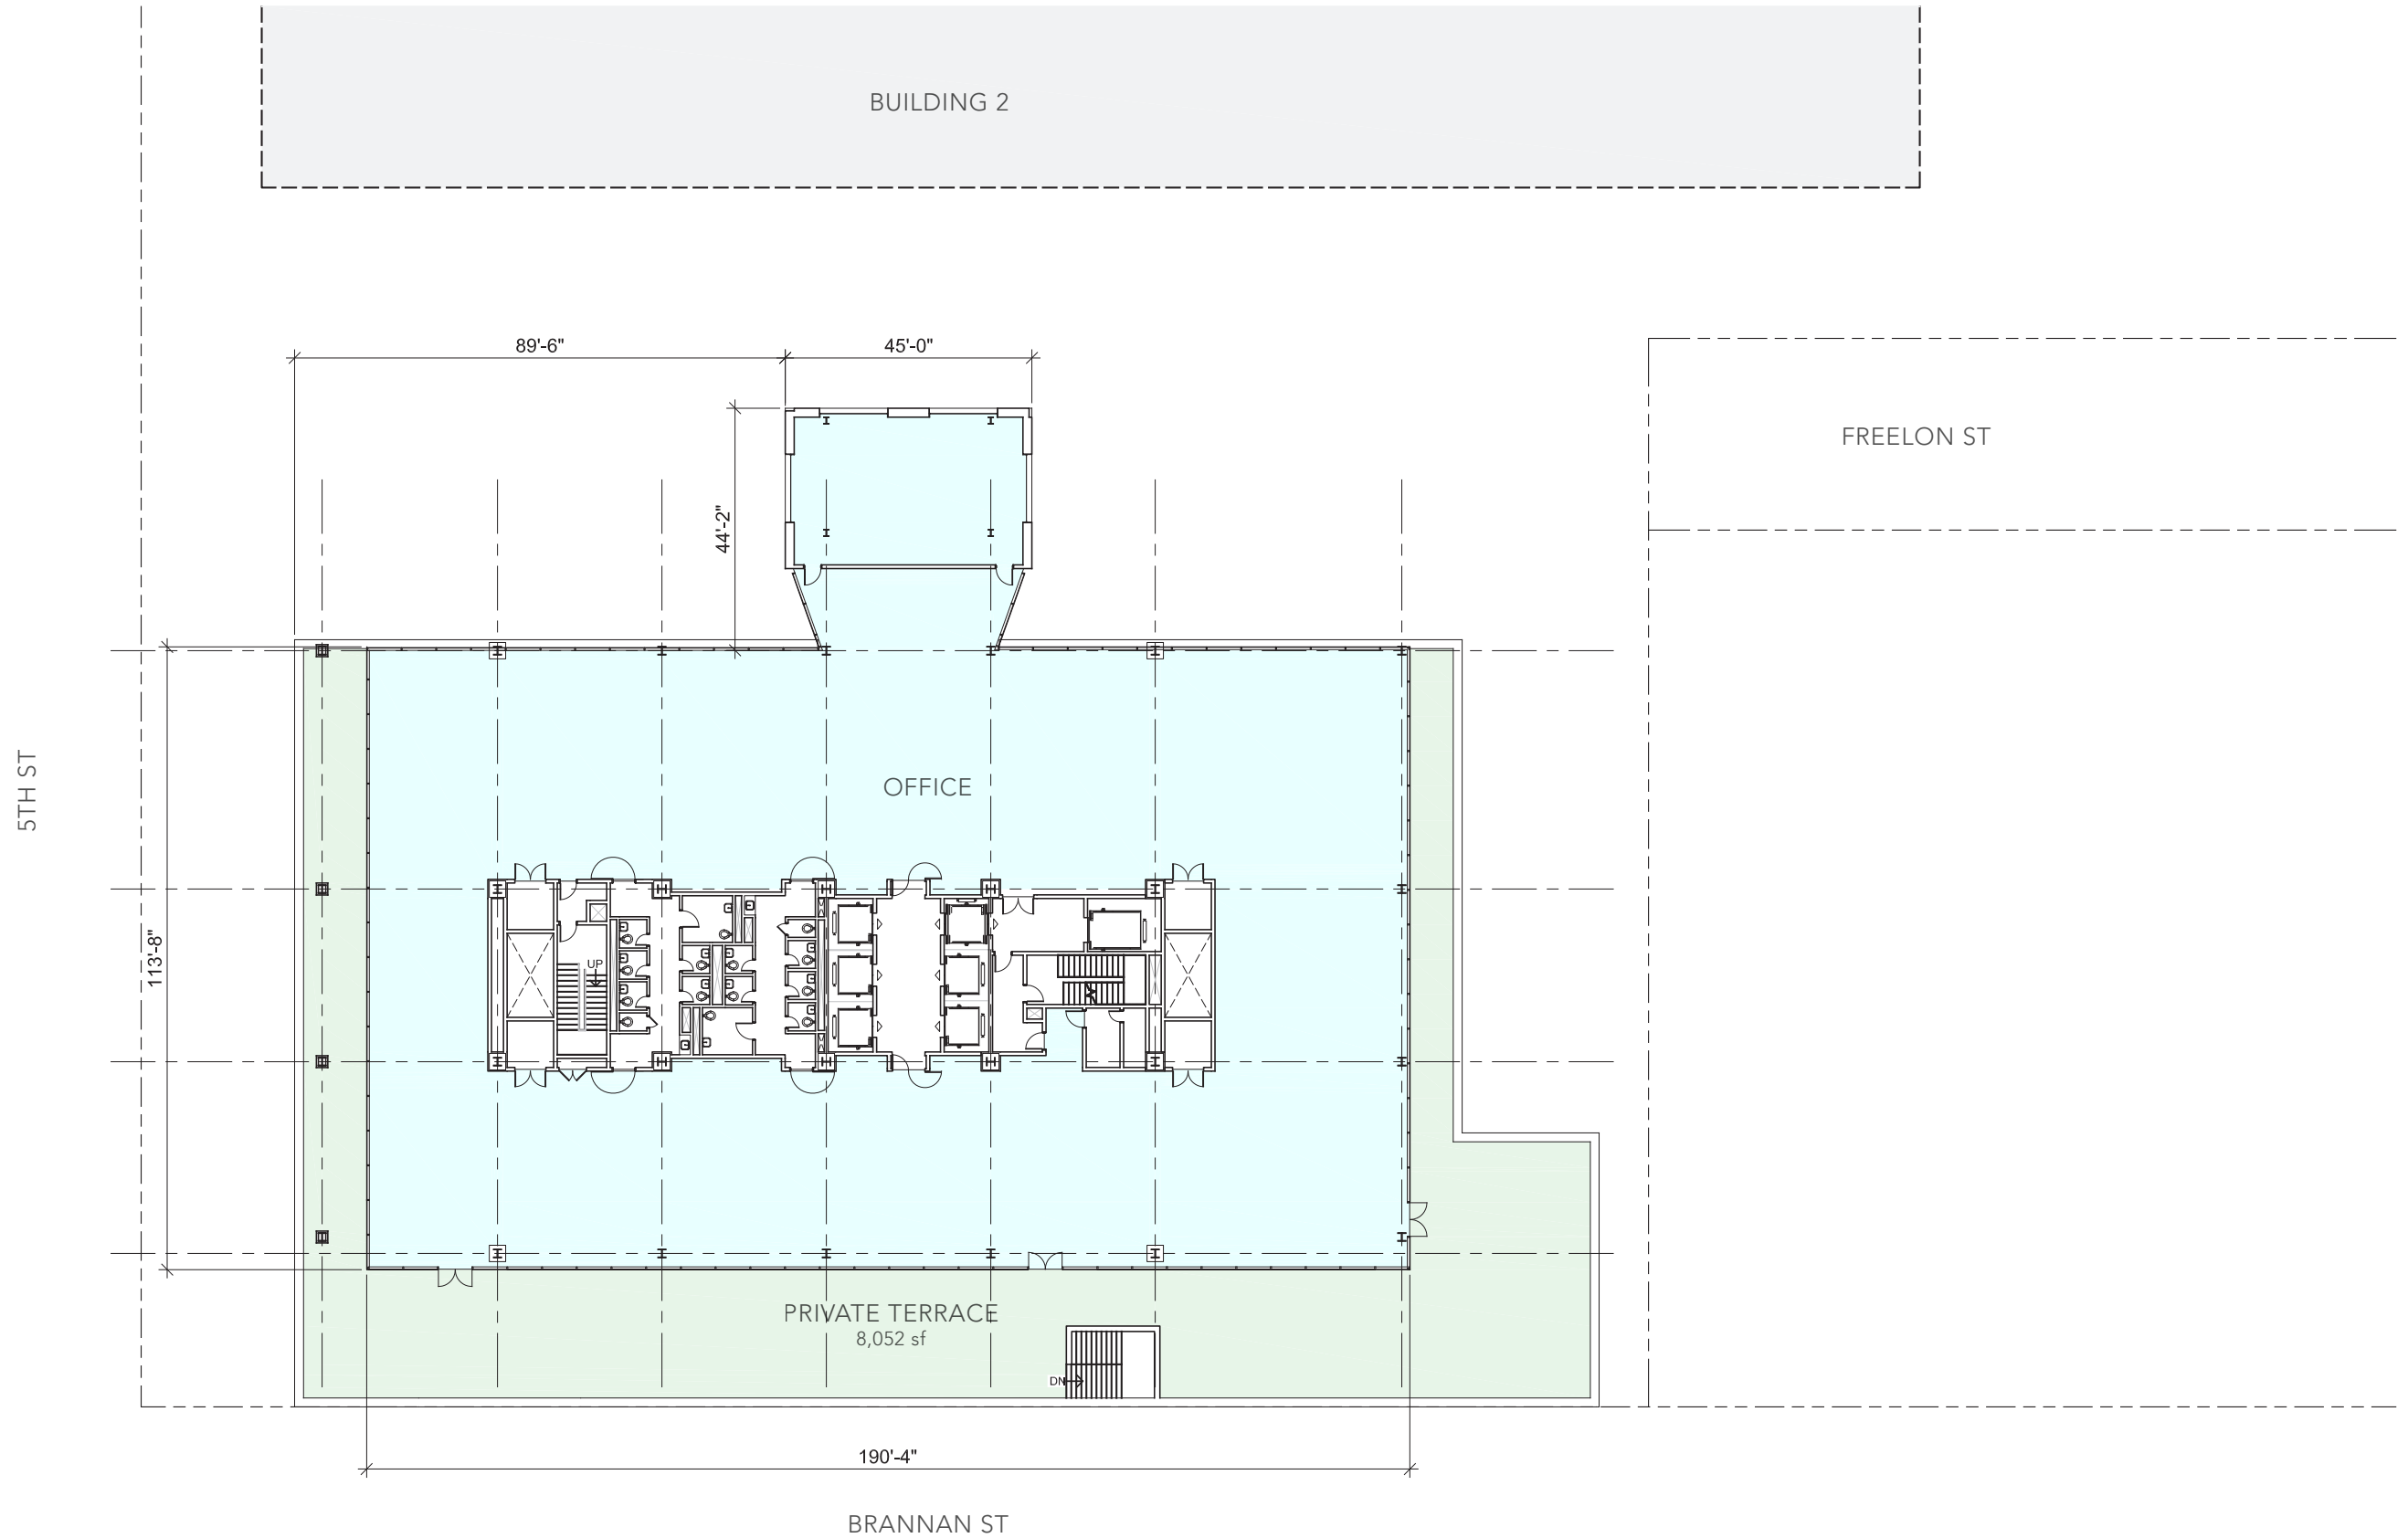 BUILDING 2
89'-6"
45'-0"
FREELON ST
44'-2"
5TH ST
OFFICE
113'-8"
UP
PRIVATE TERRACE
8,052 sf
DN
190'-4"
BRANNAN ST